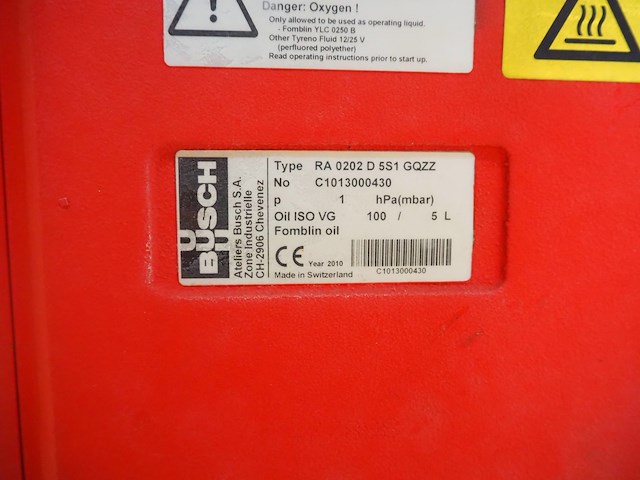 Danger: Oxygen !
Only allowed to be used as operating liquid.
- Fomblin YLC 0250 B
Other Tyreno Fluid 12/25 V
(perfluored polyether)
Read operating instructions prior to start up.
BUSCH
Ateliers Busch S.A.
Zone Industrielle
CH-2906 Chevenez
Type RA 0202 D 5S1 GQZZ
No C1013000430
p 1 hPa(mbar)
Oil ISO VG 100 / 5 L
Fomblin oil
CE Year 2010
Made in Switzerland
C1013000430